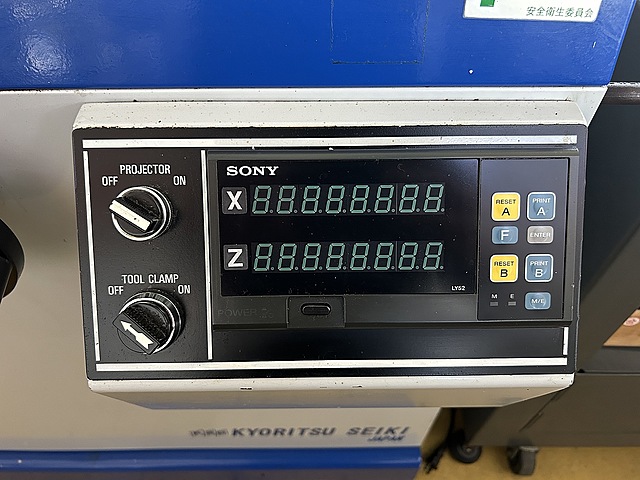 安全衛生委員会
PROJECTOR
OFF ON
TOOL CLAMP
OFF ON
SONY
X 8.8.8.8.8.8.8.8.
Z 8.8.8.8.8.8.8.8.
LY52
POWER
RESET A
PRINT A
F
ENTER
RESET B
PRINT B
M E
M/E
KYORITSU SEIKI
JAPAN